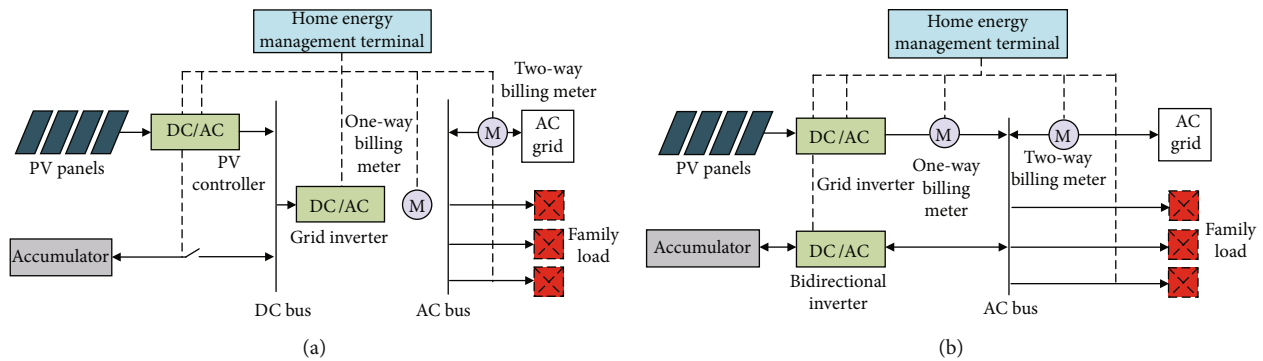 Home energy
management terminal
Two-way
billing meter
DC/AC
M
AC
grid
One-way
billing
meter
PV panels
PV
controller
DC/AC
M
Grid inverter
Accumulator
Family
load
DC bus
AC bus
(a)
Home energy
management terminal
DC/AC
M
M
AC
grid
PV panels
Grid inverter
One-way
billing
meter
Two-way
billing meter
Accumulator
DC/AC
Family
load
Bidirectional
inverter
AC bus
(b)